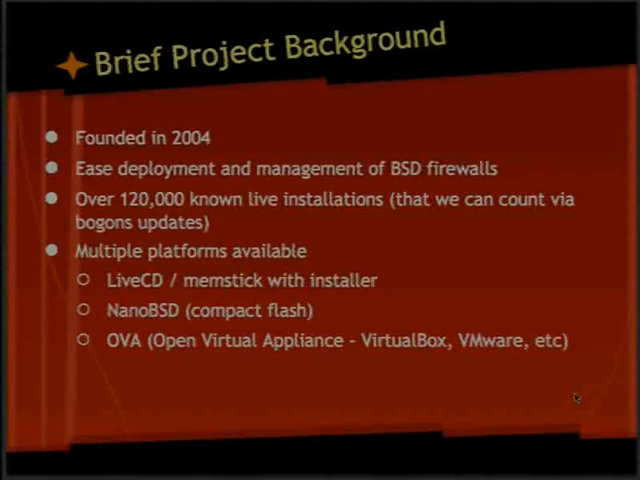 Brief Project Background
Founded in 2004
Ease deployment and management of BSD firewalls
Over 120,000 known live installations (that we can count via
bogons updates)
Multiple platforms available
LiveCD / memstick with installer
NanoBSD (compact flash)
OVA (Open Virtual Appliance - VirtualBox, VMware, etc)